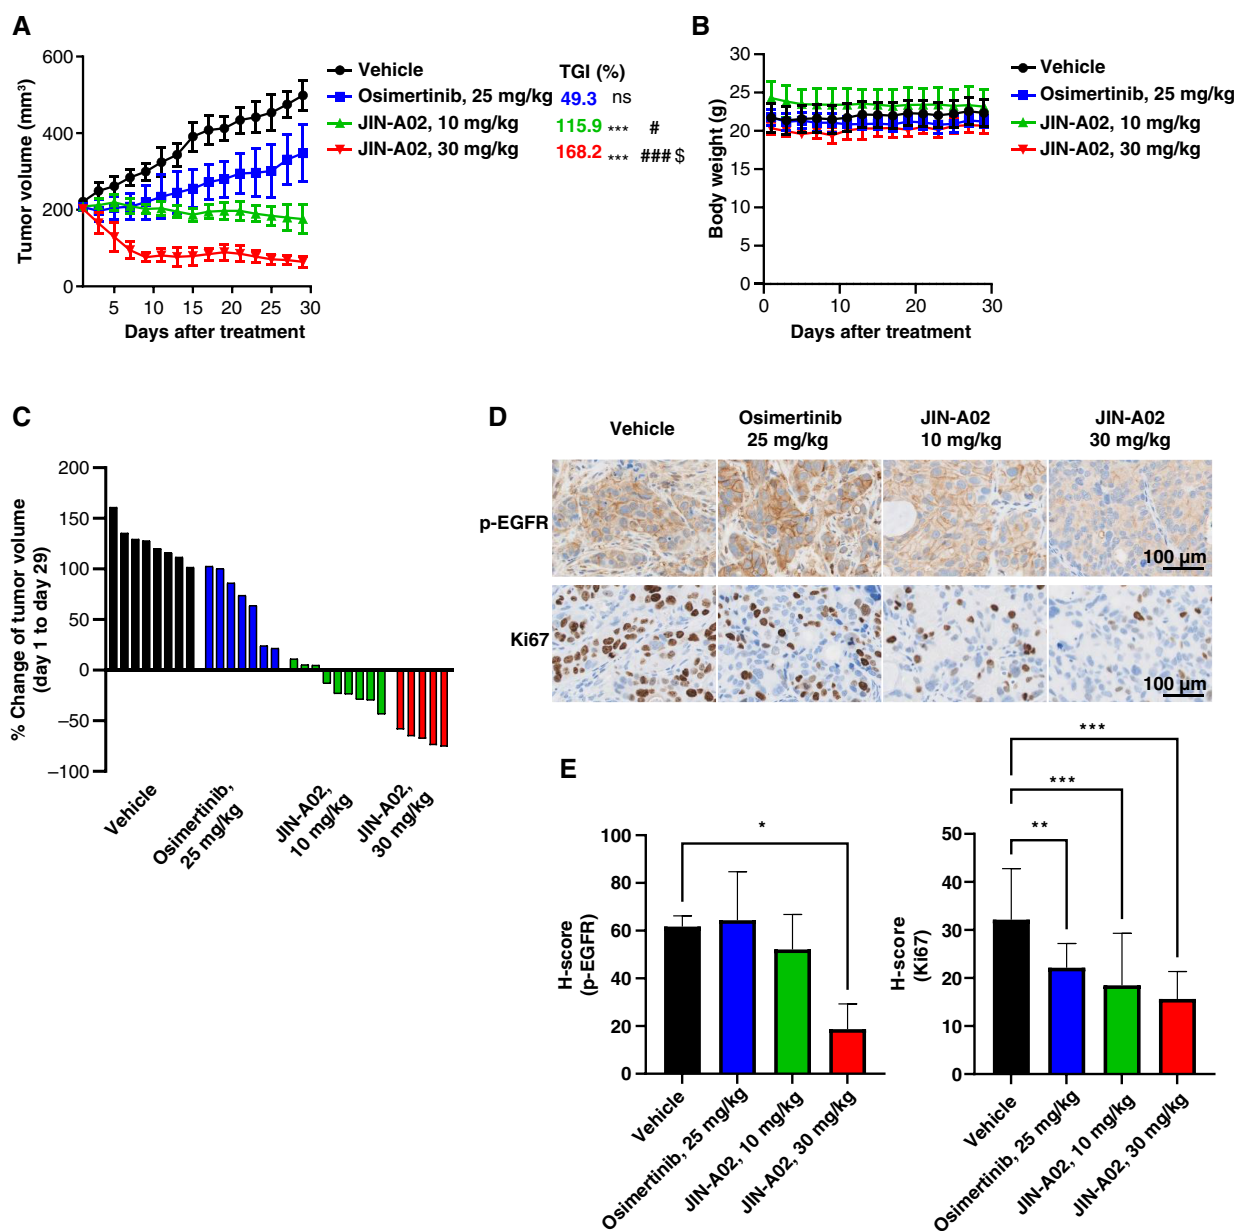 A
600
400
200
0
Tumor volume (mm³)
5 10 15 20 25 30
Days after treatment
Vehicle
Osimertinib, 25 mg/kg
JIN-A02, 10 mg/kg
JIN-A02, 30 mg/kg
TGI (%)
49.3 ns
115.9 *** #
168.2 *** ### $
B
30
25
20
15
10
5
0
Body weight (g)
0 10 20 30
Days after treatment
Vehicle
Osimertinib, 25 mg/kg
JIN-A02, 10 mg/kg
JIN-A02, 30 mg/kg
C
200
150
100
50
0
−50
−100
% Change of tumor volume
(day 1 to day 29)
Vehicle
Osimertinib,
25 mg/kg
JIN-A02,
10 mg/kg
JIN-A02,
30 mg/kg
D
Vehicle
Osimertinib
25 mg/kg
JIN-A02
10 mg/kg
JIN-A02
30 mg/kg
p-EGFR
100 µm
Ki67
100 µm
E
100
80
60
40
20
0
H-score
(p-EGFR)
*
Vehicle
Osimertinib, 25 mg/kg
JIN-A02, 10 mg/kg
JIN-A02, 30 mg/kg
50
40
30
20
10
0
H-score
(Ki67)
***
***
**
Vehicle
Osimertinib, 25 mg/kg
JIN-A02, 10 mg/kg
JIN-A02, 30 mg/kg